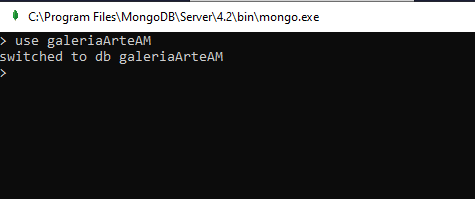 C:\Program Files\MongoDB\Server\4.2\bin\mongo.exe
> use galeriaArteAM
switched to db galeriaArteAM
>